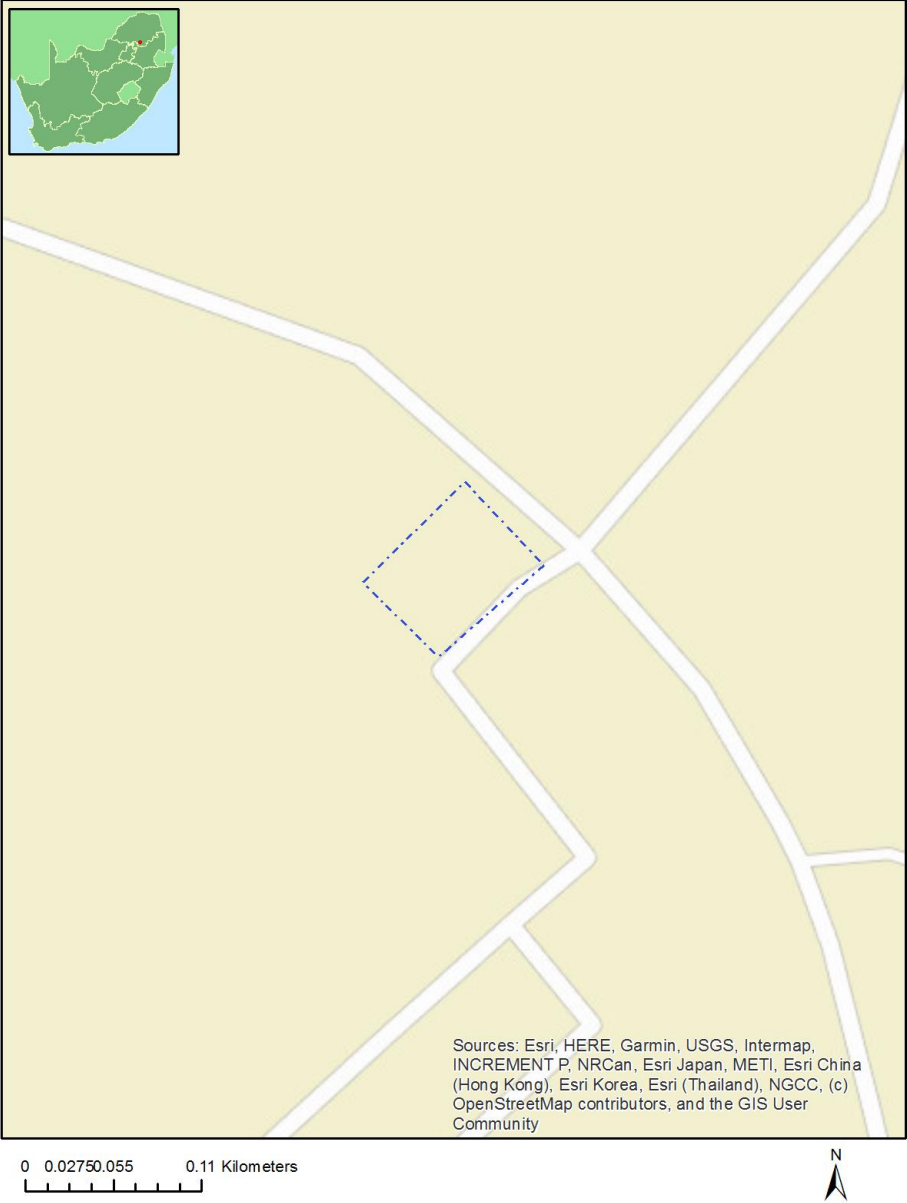 Sources: Esri, HERE, Garmin, USGS, Intermap,
INCREMENT P, NRCan, Esri Japan, METI, Esri China
(Hong Kong), Esri Korea, Esri (Thailand), NGCC, (c)
OpenStreetMap contributors, and the GIS User
Community
0 0.02750.055 0.11 Kilometers
N